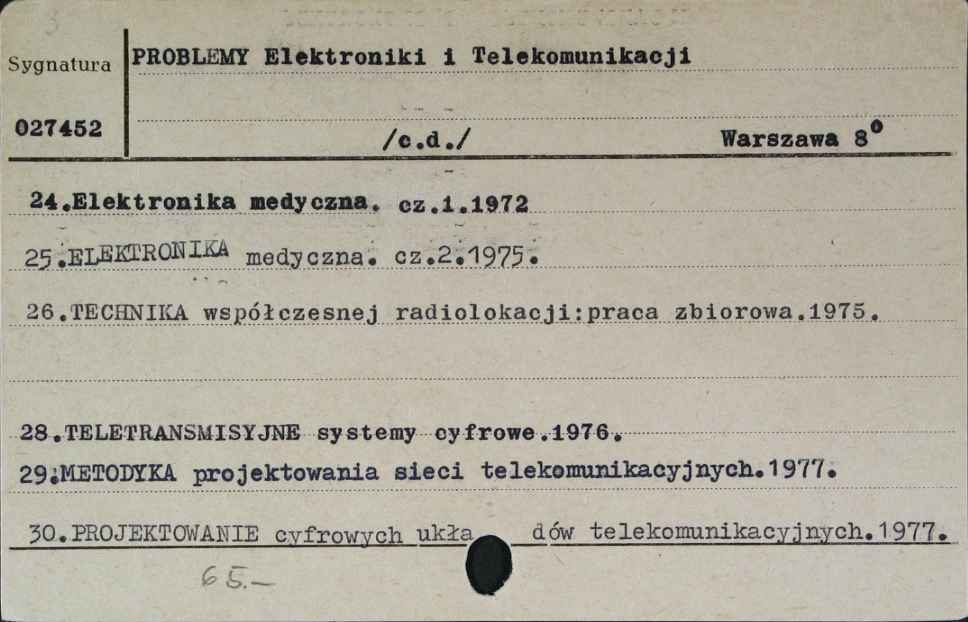 Sygnatura
PROBLEMY Elektroniki i Telekomunikacji
027452
/c.d./ Warszawa 8⁰
24.Elektronika medyczna. cz.1.1972
25.ELEKTRONIKA medyczna. cz.2.1975.
26.TECHNIKA współczesnej radiolokacji:praca zbiorowa.1975.
28.TELETRANSMISYJNE systemy cyfrowe.1976.
29.METODYKA projektowania sieci telekomunikacyjnych.1977.
30.PROJEKTOWANIE cyfrowych ukła dów telekomunikacyjnych.1977.
65.—